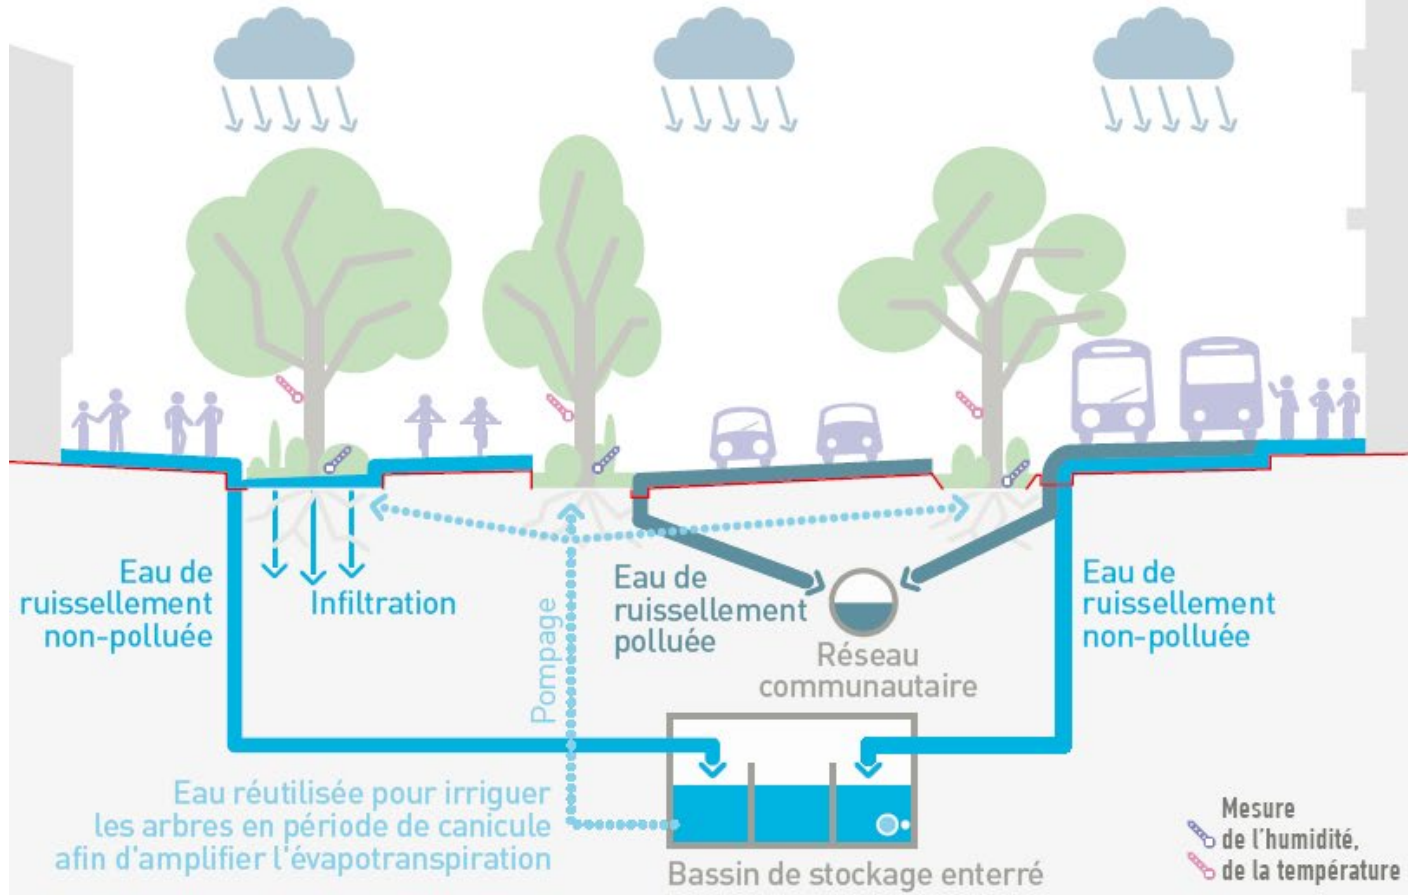 Eau de
ruissellement
non-polluée
Infiltration
Pompage
Eau de
ruissellement
polluée
Réseau
communautaire
Eau de
ruissellement
non-polluée
Eau réutilisée pour irriguer
les arbres en période de canicule
afin d'amplifier l'évapotranspiration
Bassin de stockage enterré
Mesure
de l'humidité,
de la température